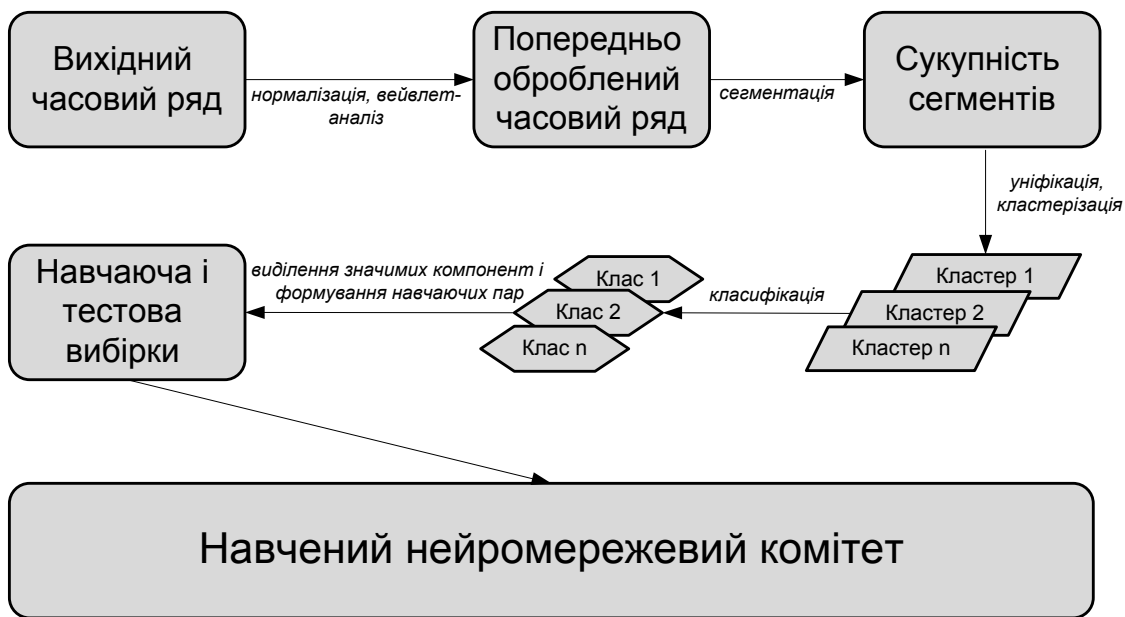 Вихідний
часовий ряд
нормалізація, вейвлет-
аналіз
Попередньо
оброблений
часовий ряд
сегментація
Сукупність
сегментів
уніфікація,
кластерізація
Кластер 1
Кластер 2
Кластер n
класифікація
Клас 1
Клас 2
Клас n
виділення значимих компонент і
формування навчаючих пар
Навчаюча і
тестова
вибірки
Навчений нейромережевий комітет